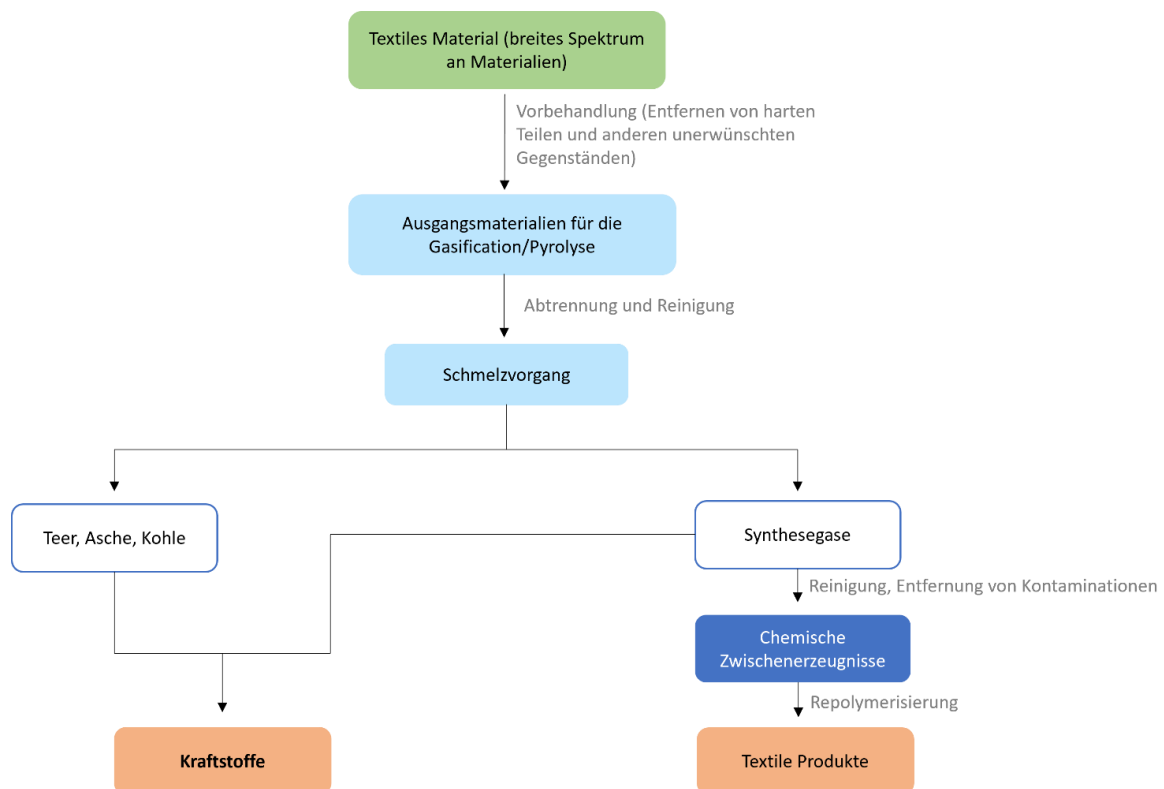 Textiles Material (breites Spektrum
an Materialien)
Vorbehandlung (Entfernen von harten
Teilen und anderen unerwünschten
Gegenständen)
Ausgangsmaterialien für die
Gasification/Pyrolyse
Abtrennung und Reinigung
Schmelzvorgang
Teer, Asche, Kohle
Synthesegase
Reinigung, Entfernung von Kontaminationen
Chemische
Zwischenerzeugnisse
Repolymerisierung
Kraftstoffe
Textile Produkte